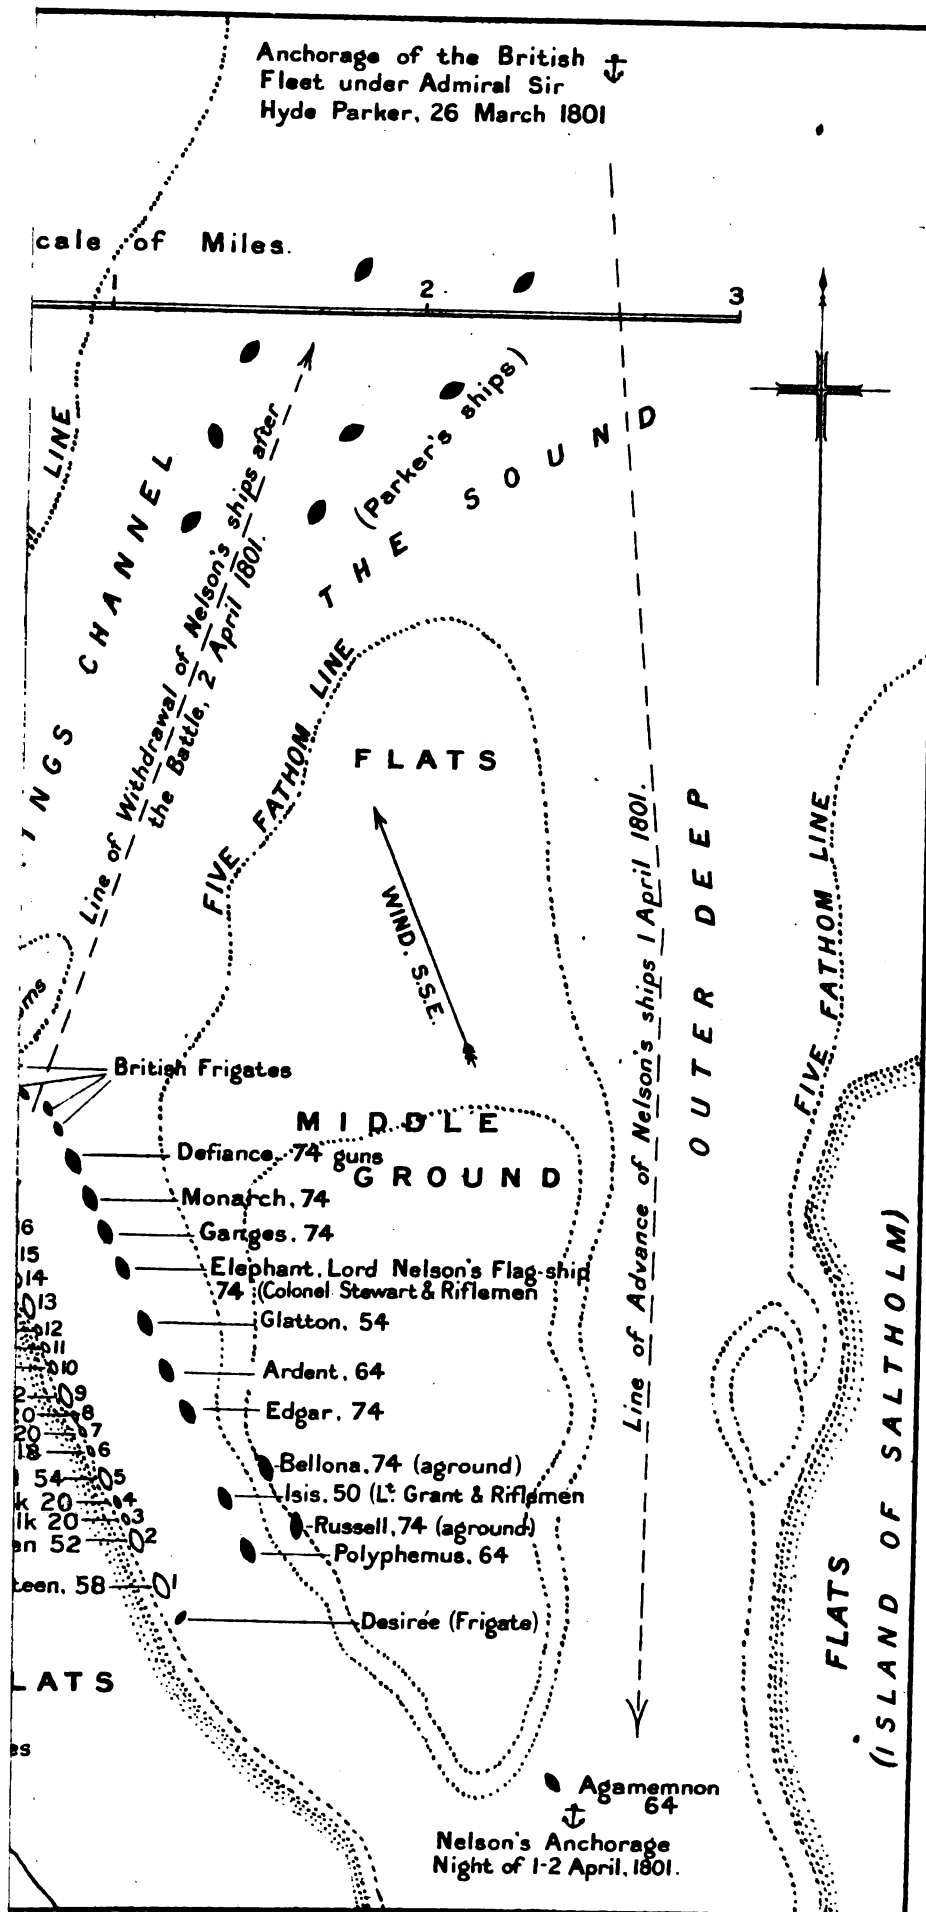 Anchorage of the British
Fleet under Admiral Sir
Hyde Parker, 26 March 1801
cale of Miles.
1 2 3
LINE
CHANNEL
INGS
Line of Withdrawal of Nelson's ships after
the Battle, 2 April 1801.
(Parker's ships)
THE SOUND
FIVE FATHOM LINE
FLATS
WIND. S.S.E.
Line of Advance of Nelson's ships 1 April 1801.
OUTER DEEP
FIVE FATHOM LINE
British Frigates
MIDDLE
GROUND
Defiance, 74 guns
Monarch, 74
Ganges, 74
Elephant, Lord Nelson's Flag-ship
74 (Colonel Stewart & Riflemen
Glatton, 54
Ardent, 64
Edgar, 74
Bellona, 74 (aground)
Isis, 50 (Lt. Grant & Riflemen
Russell, 74 (aground)
Polyphemus, 64
Desirée (Frigate)
6
15
14
13
12
11
10
9
8
7
6
54 5
k 20 4
lk 20 3
en 52 2
teen, 58 1
LATS
es
FLATS
(ISLAND OF SALTHOLM)
Agamemnon
64
Nelson's Anchorage
Night of 1-2 April, 1801.